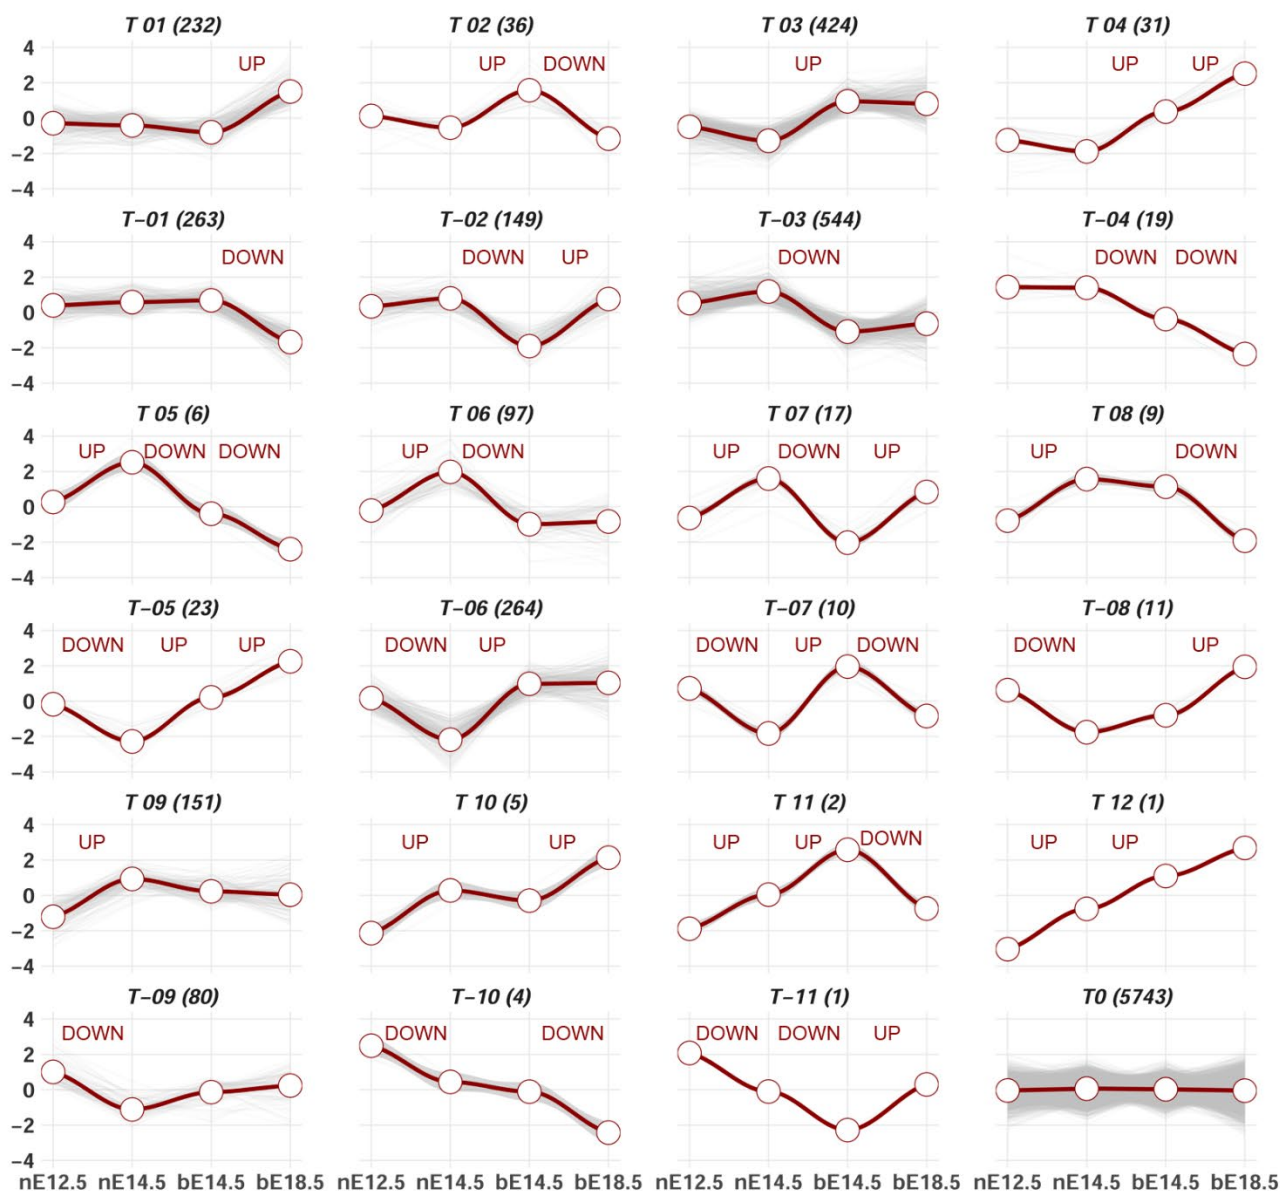 T 01 (232) T 02 (36) T 03 (424) T 04 (31)
4
UP UP DOWN UP UP UP
2
0
−2
−4
T−01 (263) T−02 (149) T−03 (544) T−04 (19)
4
DOWN DOWN UP DOWN DOWN DOWN
2
0
−2
−4
T 05 (6) T 06 (97) T 07 (17) T 08 (9)
4
UP DOWN DOWN UP DOWN UP DOWN UP UP DOWN
2
0
−2
−4
T−05 (23) T−06 (264) T−07 (10) T−08 (11)
4
DOWN UP UP DOWN UP DOWN UP DOWN DOWN UP
2
0
−2
−4
T 09 (151) T 10 (5) T 11 (2) T 12 (1)
4
UP UP UP UP UP DOWN UP UP
2
0
−2
−4
T−09 (80) T−10 (4) T−11 (1) T0 (5743)
4
DOWN DOWN DOWN DOWN DOWN UP
2
0
−2
−4
nE12.5 nE14.5 bE14.5 bE18.5 nE12.5 nE14.5 bE14.5 bE18.5 nE12.5 nE14.5 bE14.5 bE18.5 nE12.5 nE14.5 bE14.5 bE18.5